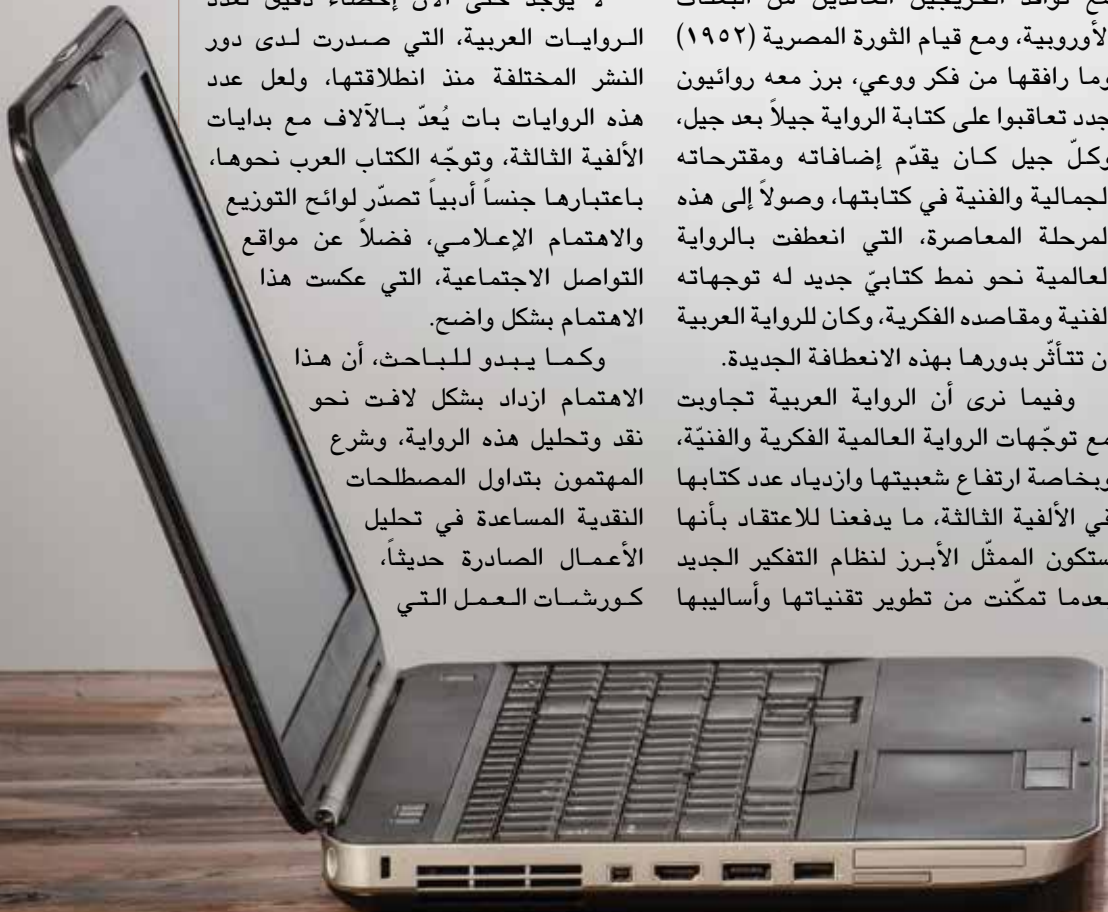 مع توافد الخريجين العائدين من البعثات
الأوروبية، ومع قيام الثورة المصرية (١٩٥٢)
وما رافقها من فكر ووعي، برز معه روائيون
جدد تعاقبوا على كتابة الرواية جيلاً بعد جيل،
وكلّ جيل كان يقدّم إضافاته ومقترحاته
الجمالية والفنية في كتابتها، وصولاً إلى هذه
المرحلة المعاصرة، التي انعطفت بالرواية
العالمية نحو نمط كتابيّ جديد له توجهاته
الفنية ومقاصده الفكرية، وكان للرواية العربية
أن تتأثّر بدورها بهذه الانعطافة الجديدة.
وفيما نرى أن الرواية العربية تجاوبت
مع توجّهات الرواية العالمية الفكرية والفنيّة،
وبخاصة ارتفاع شعبيتها وازدياد عدد كتابها
في الألفية الثالثة، ما يدفعنا للاعتقاد بأنها
ستكون الممثّل الأبرز لنظام التفكير الجديد
بعدما تمكّنت من تطوير تقنياتها وأساليبها
لا يوجد حتى الآن إحصاء دقيق لعدد
الروايات العربية، التي صدرت لدى دور
النشر المختلفة منذ انطلاقتها، ولعل عدد
هذه الروايات بات يُعدّ بالآلاف مع بدايات
الألفية الثالثة، وتوجّه الكتاب العرب نحوها،
باعتبارها جنساً أدبياً تصدّر لوائح التوزيع
والاهتمام الإعلامي، فضلاً عن مواقع
التواصل الاجتماعية، التي عكست هذا
الاهتمام بشكل واضح.
وكما يبدو للباحث، أن هذا
الاهتمام ازداد بشكل لافت نحو
نقد وتحليل هذه الرواية، وشرع
المهتمون بتداول المصطلحات
النقدية المساعدة في تحليل
الأعمال الصادرة حديثاً،
كورشات العمل التي